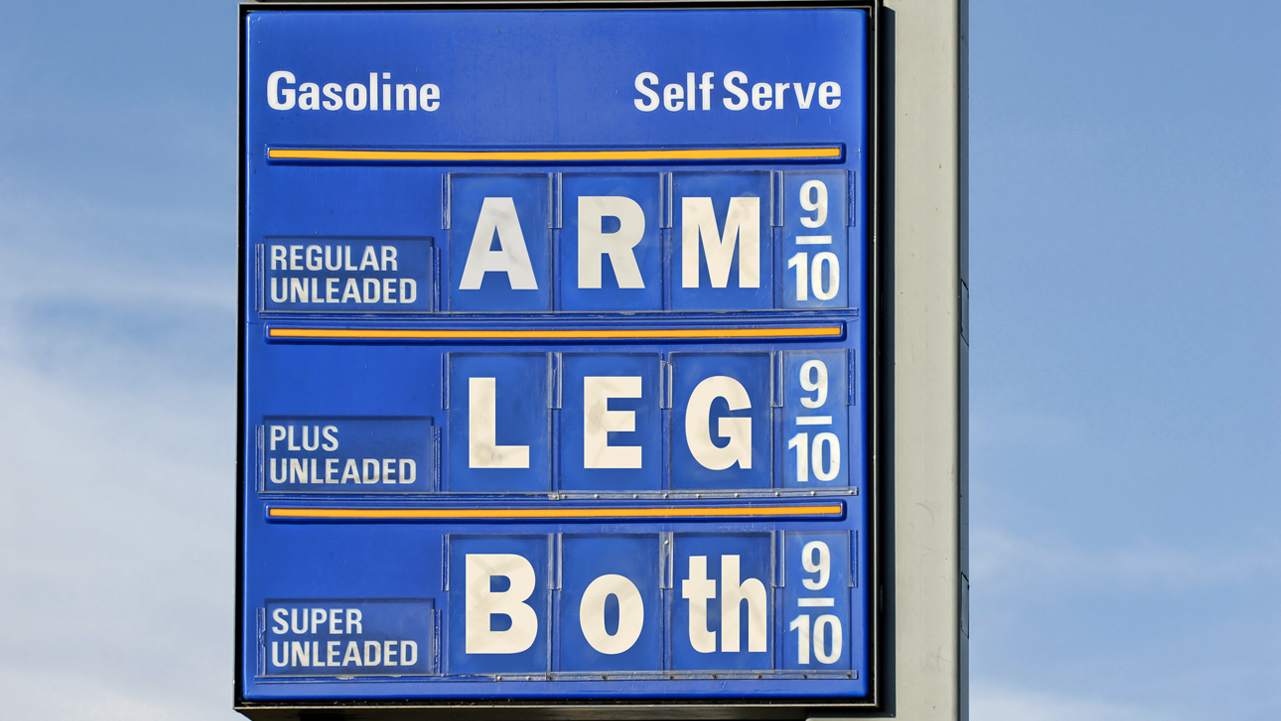 Gasoline Self Serve
REGULAR
UNLEADED
ARM 9/10
PLUS
UNLEADED
LEG 9/10
SUPER
UNLEADED
Both 9/10